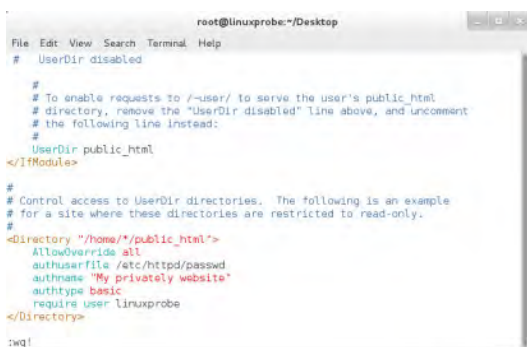 root@linuxprobe:~/Desktop
File Edit View Search Terminal Help
# UserDir disabled
#
# To enable requests to /~user/ to serve the user's public_html
# directory, remove the "UserDir disabled" line above, and uncomment
# the following line instead:
#
UserDir public_html
</IfModule>
#
# Control access to UserDir directories. The following is an example
# for a site where these directories are restricted to read-only.
#
<Directory "/home/*/public_html">
AllowOverride all
authuserfile /etc/httpd/passwd
authname "My privately website"
authtype basic
require user linuxprobe
</Directory>
:wq!